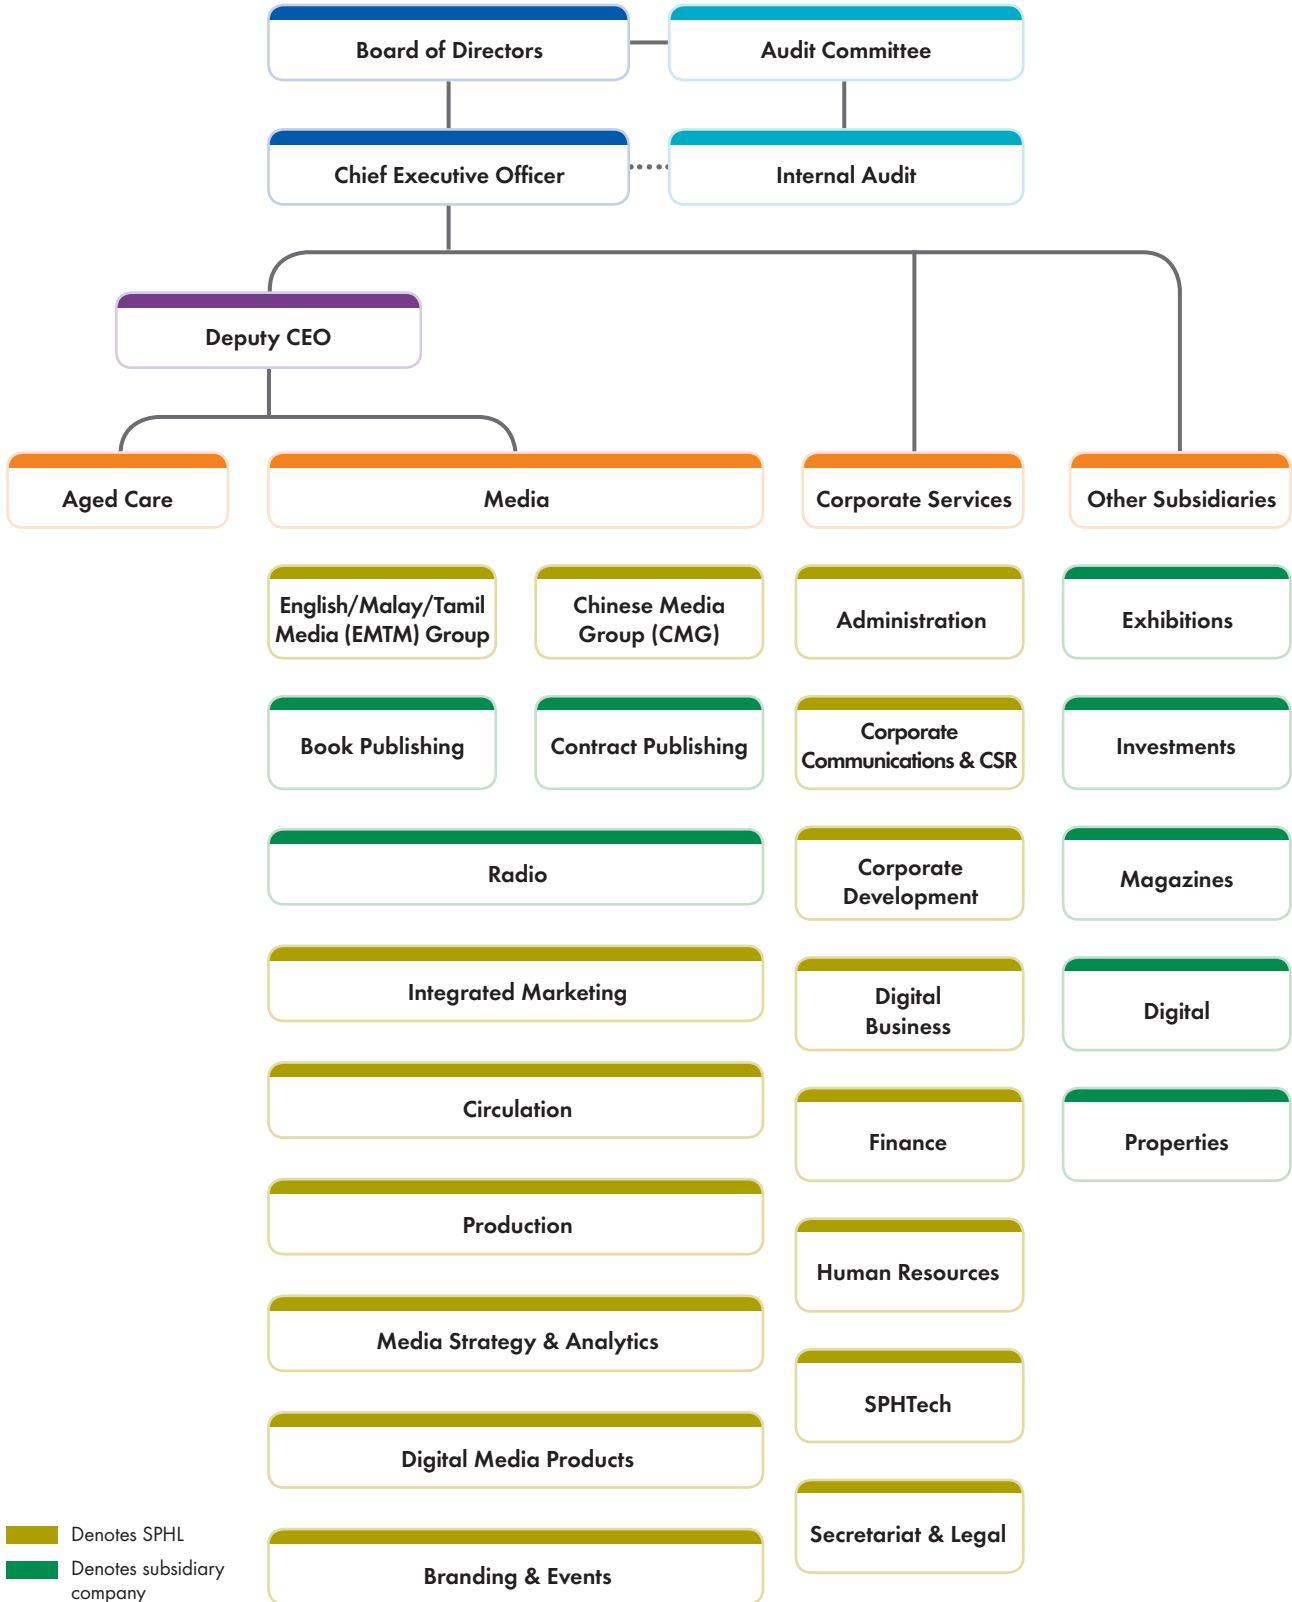 Board of Directors
Audit Committee
Chief Executive Officer
Internal Audit
Deputy CEO
Aged Care
Media
Corporate Services
Other Subsidiaries
English/Malay/Tamil
Media (EMTM) Group
Chinese Media
Group (CMG)
Administration
Exhibitions
Book Publishing
Contract Publishing
Corporate
Communications & CSR
Investments
Radio
Corporate
Development
Magazines
Integrated Marketing
Digital
Business
Digital
Circulation
Finance
Properties
Production
Human Resources
Media Strategy & Analytics
SPHTech
Digital Media Products
Secretariat & Legal
Branding & Events
Denotes SPHL
Denotes subsidiary
company